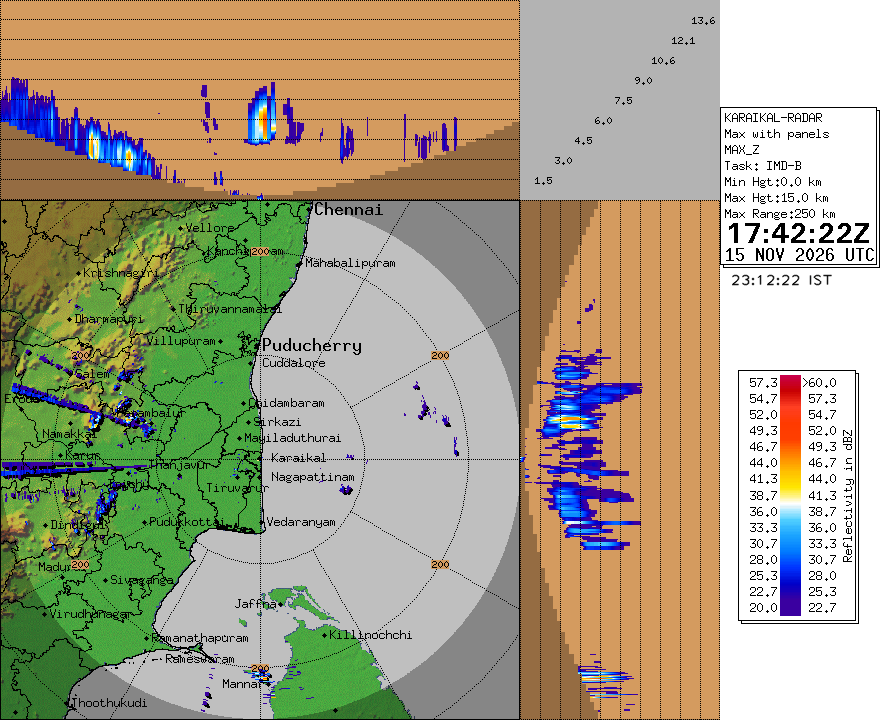 13.6
12.1
10.6
9.0
7.5
6.0
4.5
3.0
1.5
KARAIKAL-RADAR
Max with panels
MAX_Z
Task: IMD-B
Min Hgt:0.0 km
Max Hgt:15.0 km
Max Range:250 km
17:42:22Z
15 NOV 2026 UTC
23:12:22 IST
Chennai
Vellore
200
Mahabalipuram
Krishnagiri
Thiruvannamalai
Dharmapuri
Villupuram
Puducherry
200
200
Cuddalore
Salem
Chidambaram
Sirkazi
Namakkal
Mayiladuthurai
Karur
Karaikal
Thanjavur
Nagapattinam
Tiruvarur
Dindigul
Pudukkottai
Vedaranyam
200
200
Sivaganga
Jaffna
Virudhunagar
Killinochchi
Ramanathapuram
Rameswaram
200
Mannar
Thoothukudi
57.3 >60.0
54.7 57.3
52.0 54.7
49.3 52.0
46.7 49.3
44.0 46.7
41.3 44.0
38.7 41.3
36.0 38.7
33.3 36.0
30.7 33.3
28.0 30.7
25.3 28.0
22.7 25.3
20.0 22.7
Reflectivity in dBZ